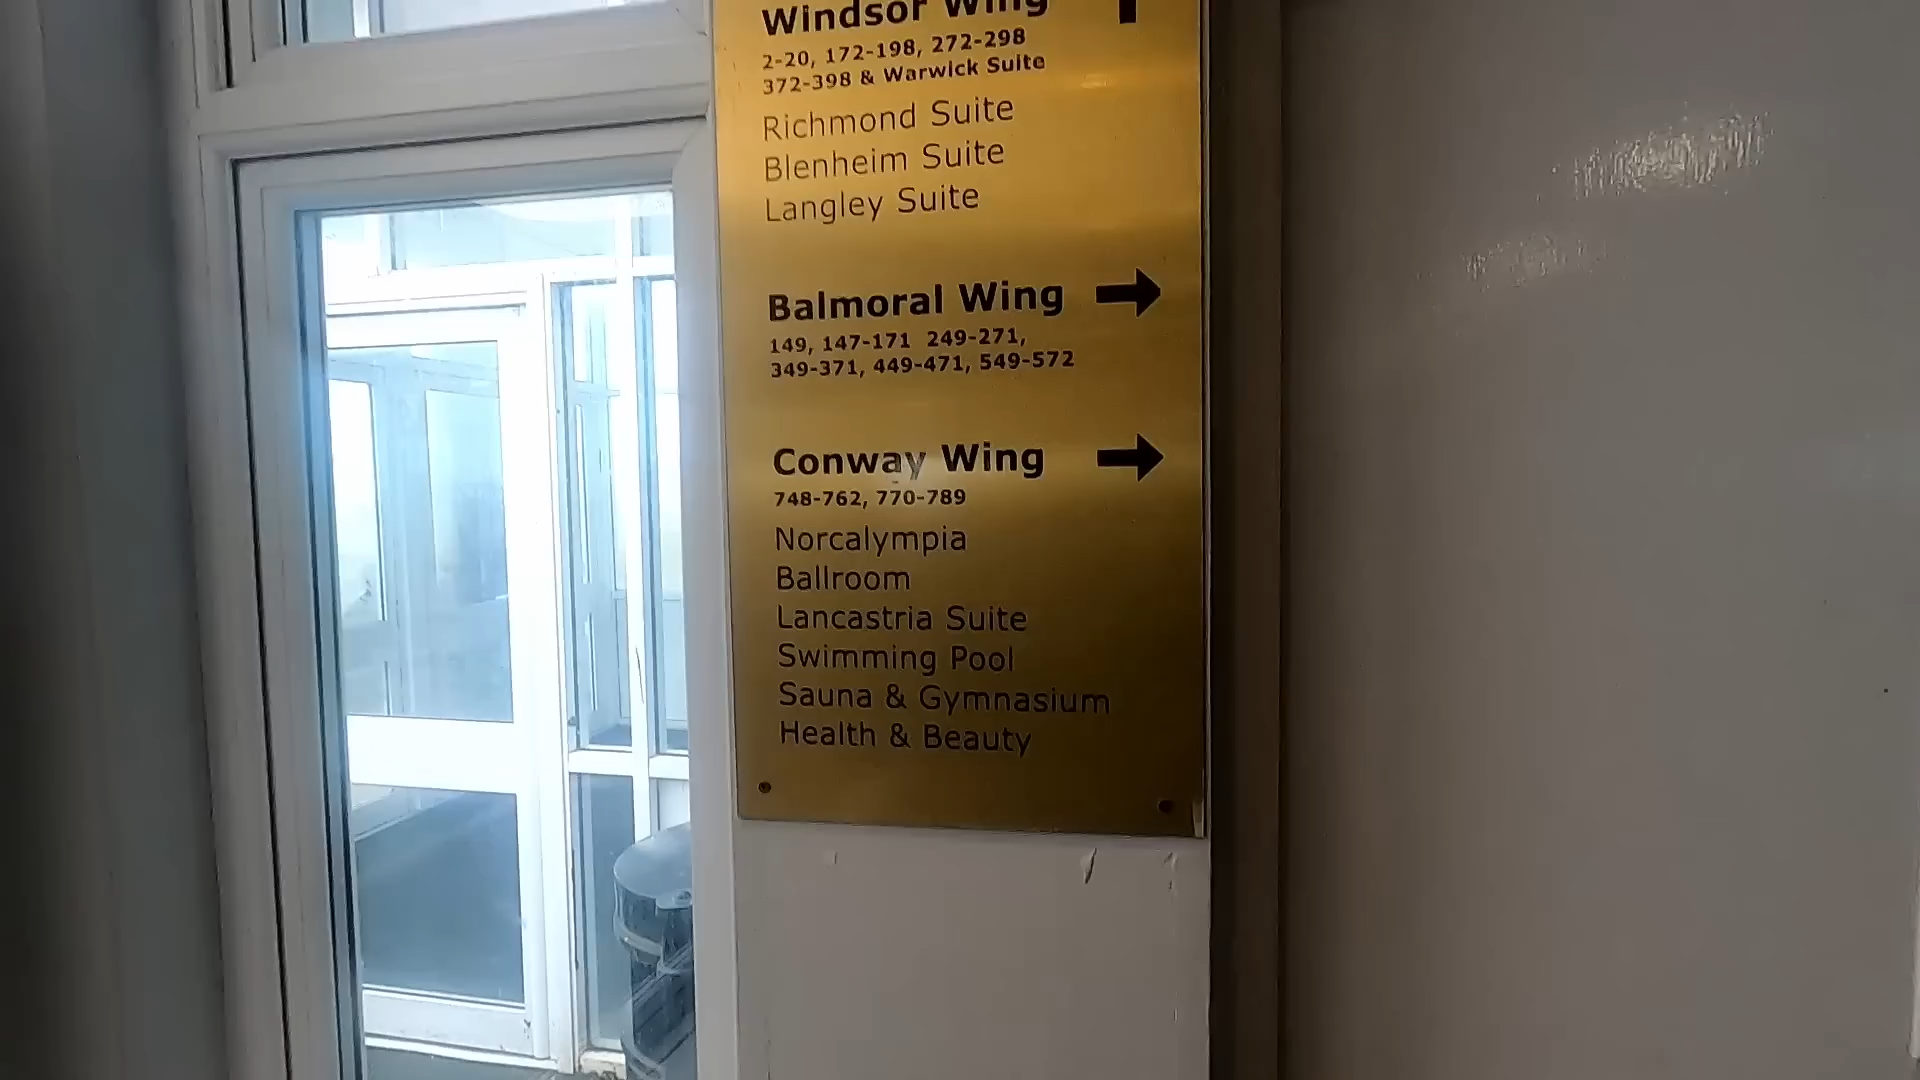 Windsor Wing
2-20, 172-198, 272-298
372-398 & Warwick Suite
Richmond Suite
Blenheim Suite
Langley Suite
Balmoral Wing
149, 147-171 249-271,
349-371, 449-471, 549-572
Conway Wing
748-762, 770-789
Norcalympia
Ballroom
Lancastria Suite
Swimming Pool
Sauna & Gymnasium
Health & Beauty